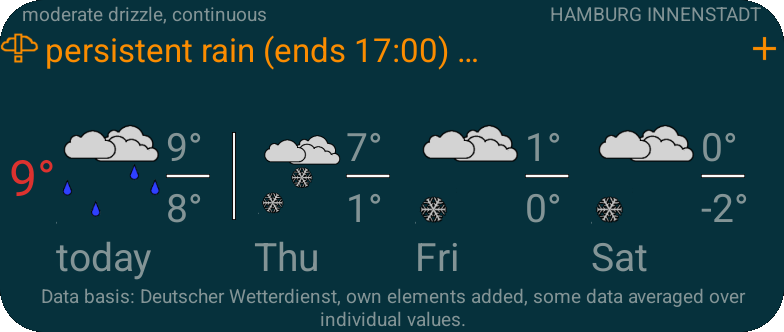 moderate drizzle, continuous HAMBURG INNENSTADT
persistent rain (ends 17:00) ... +
9° 9° 7° 1° 0°
8° 1° 0° -2°
today Thu Fri Sat
Data basis: Deutscher Wetterdienst, own elements added, some data averaged over
individual values.